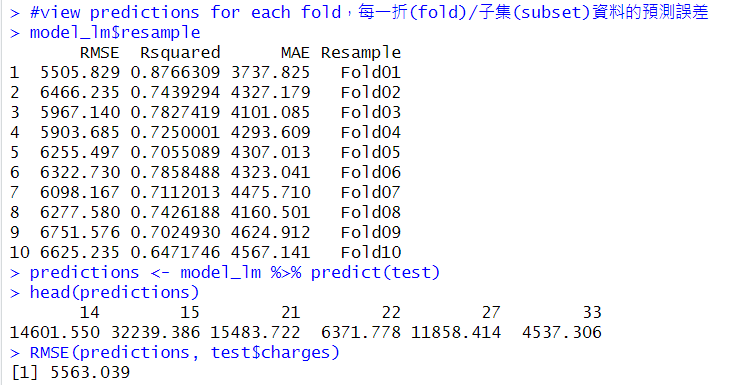 > #view predictions for each fold，每一折(fold)/子集(subset)資料的預測誤差
> model_lm$resample
       RMSE  Rsquared      MAE Resample
1  5505.829 0.8766309 3737.825   Fold01
2  6466.235 0.7439294 4327.179   Fold02
3  5967.140 0.7827419 4101.085   Fold03
4  5903.685 0.7250001 4293.609   Fold04
5  6255.497 0.7055089 4307.013   Fold05
6  6322.730 0.7858488 4323.041   Fold06
7  6098.167 0.7112013 4475.710   Fold07
8  6277.580 0.7426188 4160.501   Fold08
9  6751.576 0.7024930 4624.912   Fold09
10 6625.235 0.6471746 4567.141   Fold10
> predictions <- model_lm %>% predict(test)
> head(predictions)
       14        15        21        22        27        33
14601.550 32239.386 15483.722  6371.778 11858.414  4537.306
> RMSE(predictions, test$charges)
[1] 5563.039